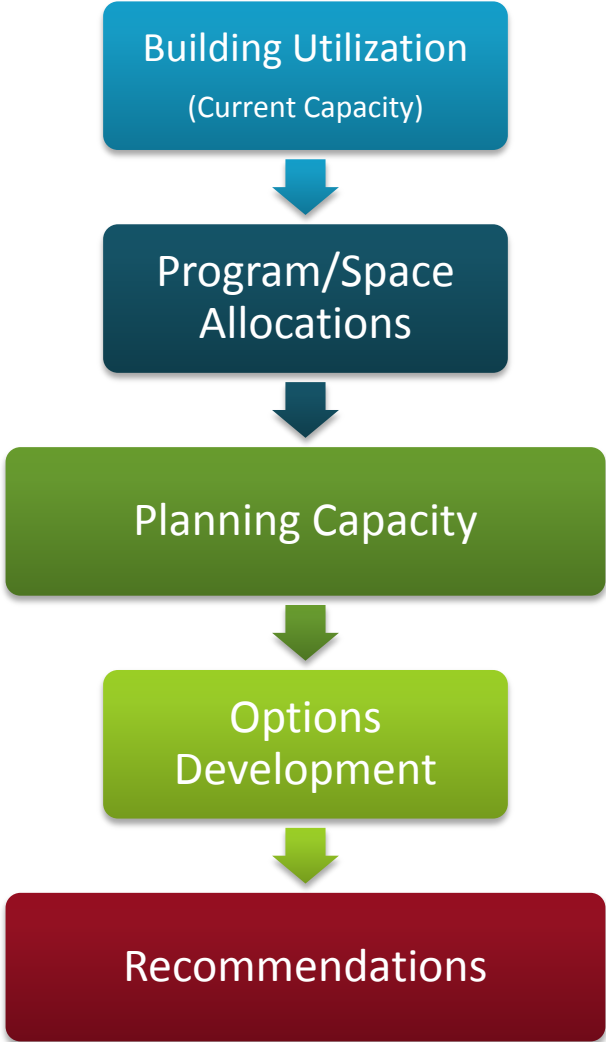 Building Utilization
(Current Capacity)
Program/Space
Allocations
Planning Capacity
Options
Development
Recommendations